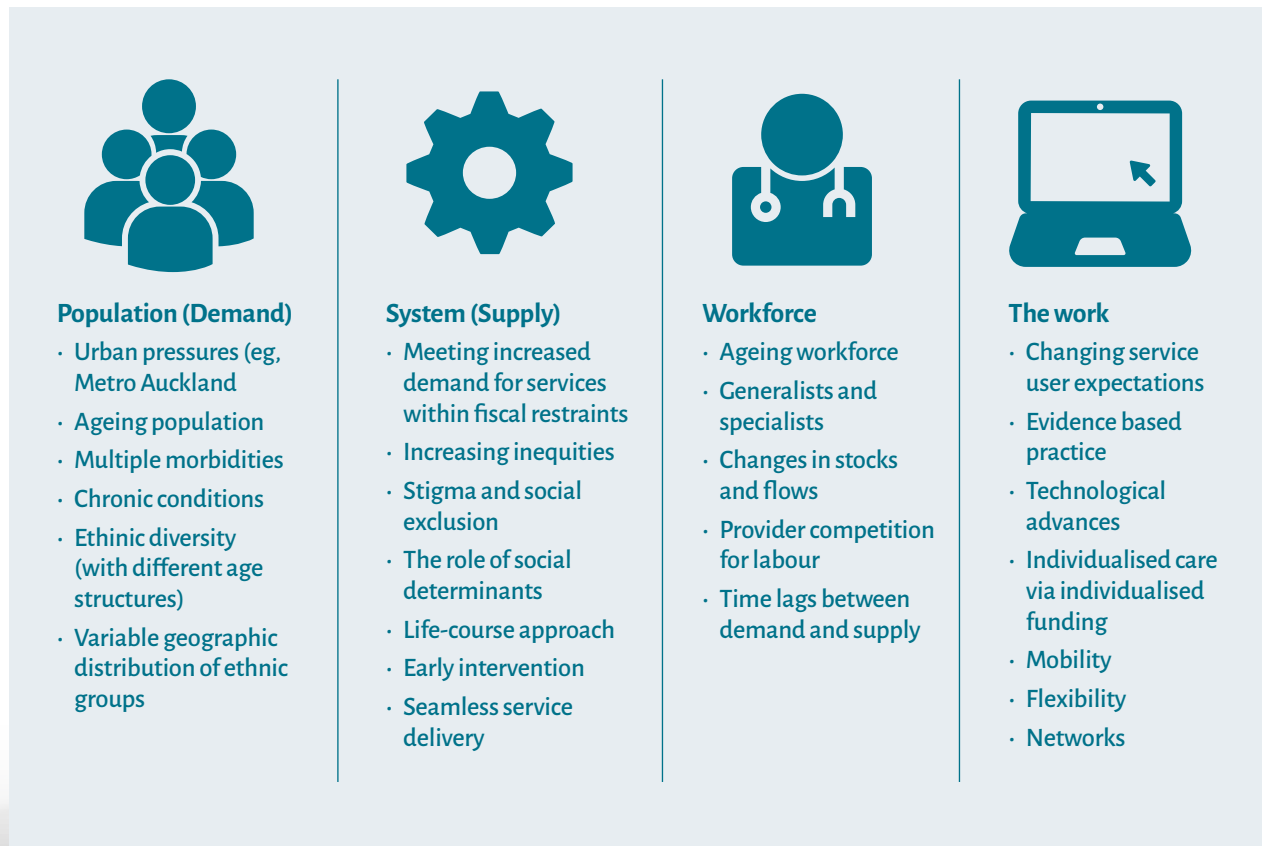 Population (Demand)
· Urban pressures (eg,
Metro Auckland
· Ageing population
· Multiple morbidities
· Chronic conditions
· Ethinic diversity
(with different age
structures)
· Variable geographic
distribution of ethnic
groups
System (Supply)
· Meeting increased
demand for services
within fiscal restraints
· Increasing inequities
· Stigma and social
exclusion
· The role of social
determinants
· Life-course approach
· Early intervention
· Seamless service
delivery
Workforce
· Ageing workforce
· Generalists and
specialists
· Changes in stocks
and flows
· Provider competition
for labour
· Time lags between
demand and supply
The work
· Changing service
user expectations
· Evidence based
practice
· Technological
advances
· Individualised care
via individualised
funding
· Mobility
· Flexibility
· Networks